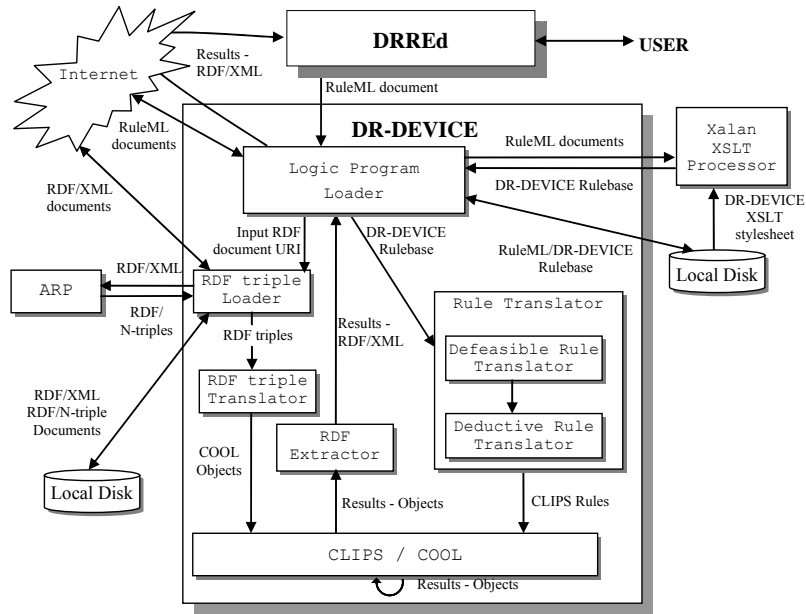 DRREd
USER
Internet
Results -
RDF/XML
RuleML document
RuleML
documents
DR-DEVICE
Logic Program
Loader
RuleML documents
DR-DEVICE Rulebase
Xalan
XSLT
Processor
DR-DEVICE
XSLT
stylesheet
RDF/XML
documents
Input RDF
document URI
DR-DEVICE
Rulebase
RuleML/DR-DEVICE
Rulebase
Local Disk
ARP
RDF/XML
RDF/
N-triples
RDF triple
Loader
RDF triples
Results -
RDF/XML
Rule Translator
Defeasible Rule
Translator
Deductive Rule
Translator
RDF triple
Translator
RDF/XML
RDF/N-triple
Documents
COOL
Objects
RDF
Extractor
Local Disk
Results - Objects
CLIPS Rules
CLIPS / COOL
Results - Objects